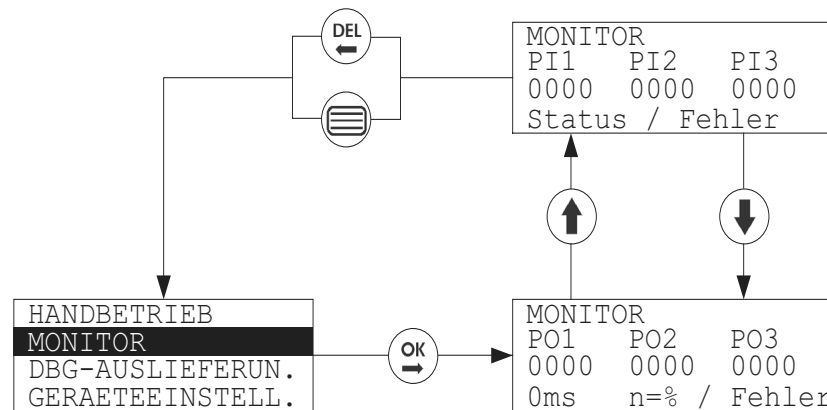 DEL
MONITOR
PI1 PI2 PI3
0000 0000 0000
Status / Fehler
HANDBETRIEB
MONITOR
DBG-AUSLIEFERUN.
GERAETEEINSTELL.
OK
MONITOR
PO1 PO2 PO3
0000 0000 0000
0ms n=% / Fehler